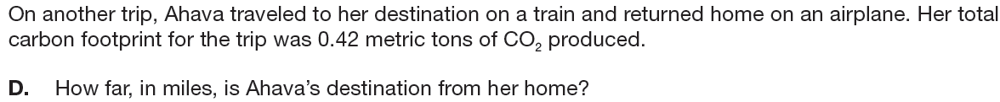 On another trip, Ahava traveled to her destination on a train and returned home on an airplane. Her total
carbon footprint for the trip was 0.42 metric tons of CO₂ produced.
D. How far, in miles, is Ahava's destination from her home?